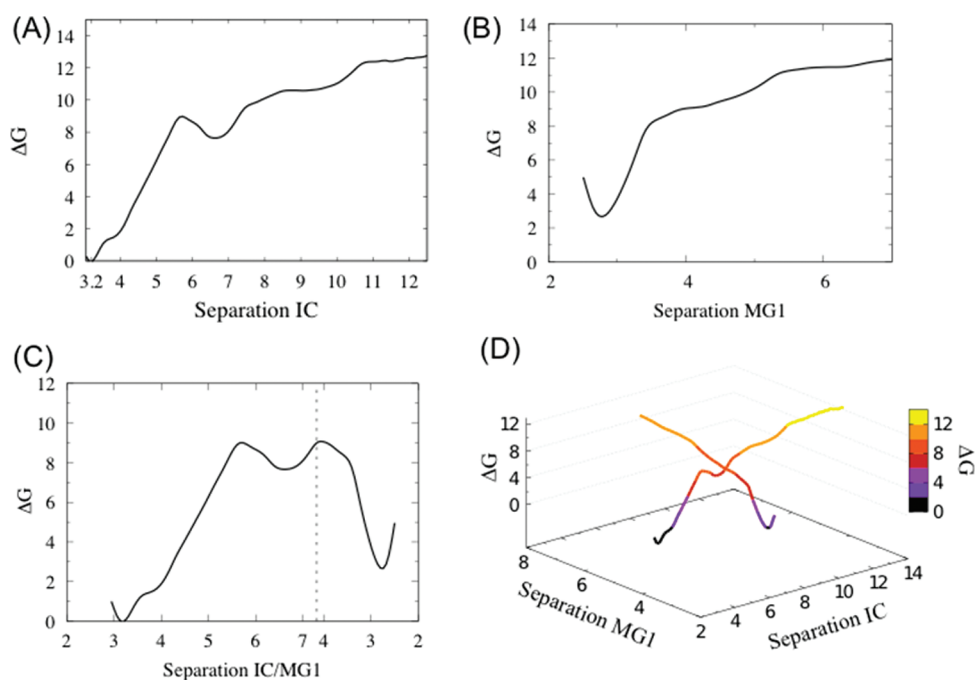 (A)
14
12
10
8
6
4
2
0
ΔG
3.2 4 5 6 7 8 9 10 11 12
Separation IC
(B)
14
12
10
8
6
4
2
0
ΔG
2 4 6
Separation MG1
(C)
12
10
8
6
4
2
0
ΔG
2 3 4 5 6 7 4 3 2
Separation IC/MG1
(D)
12
8
4
0
ΔG
8 6 4 2
Separation MG1
4 6 8 10 12 14
Separation IC
12
8
4
0
ΔG